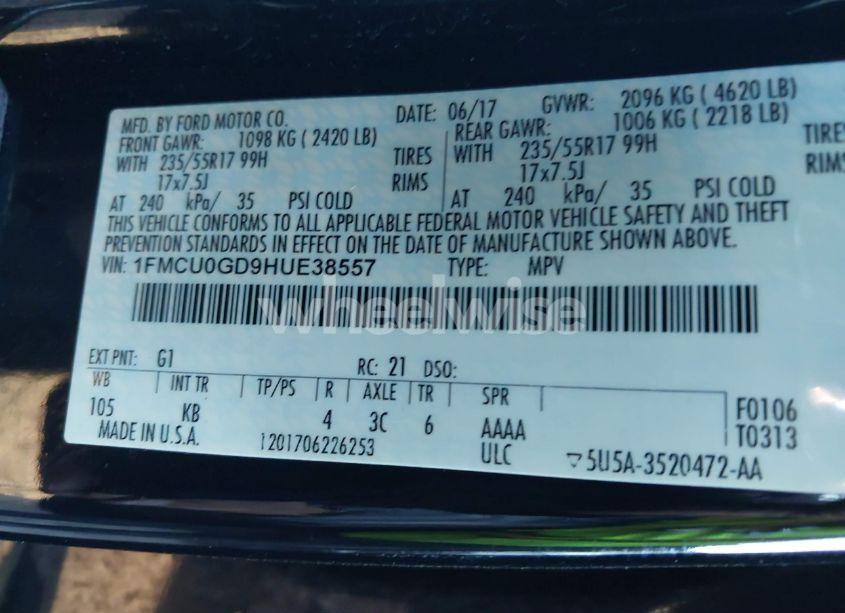 MFD. BY FORD MOTOR CO. DATE: 06/17 GVWR: 2096 KG ( 4620 LB)
FRONT GAWR: 1098 KG ( 2420 LB) REAR GAWR: 1006 KG ( 2218 LB)
WITH 235/55R17 99H TIRES WITH 235/55R17 99H TIRES
17x7.5J RIMS 17x7.5J RIMS
AT 240 kPa/ 35 PSI COLD AT 240 kPa/ 35 PSI COLD
THIS VEHICLE CONFORMS TO ALL APPLICABLE FEDERAL MOTOR VEHICLE SAFETY AND THEFT
PREVENTION STANDARDS IN EFFECT ON THE DATE OF MANUFACTURE SHOWN ABOVE.
VIN: 1FMCU0GD9HUE38557 TYPE: MPV
wheelwise
EXT PNT: G1 RC: 21 DSO:
WB INT TR TP/PS R AXLE TR SPR
105 KB 4 3C 6 AAAA F0106
MADE IN U.S.A. 1201706226253 ULC T0313
5U5A-3520472-AA